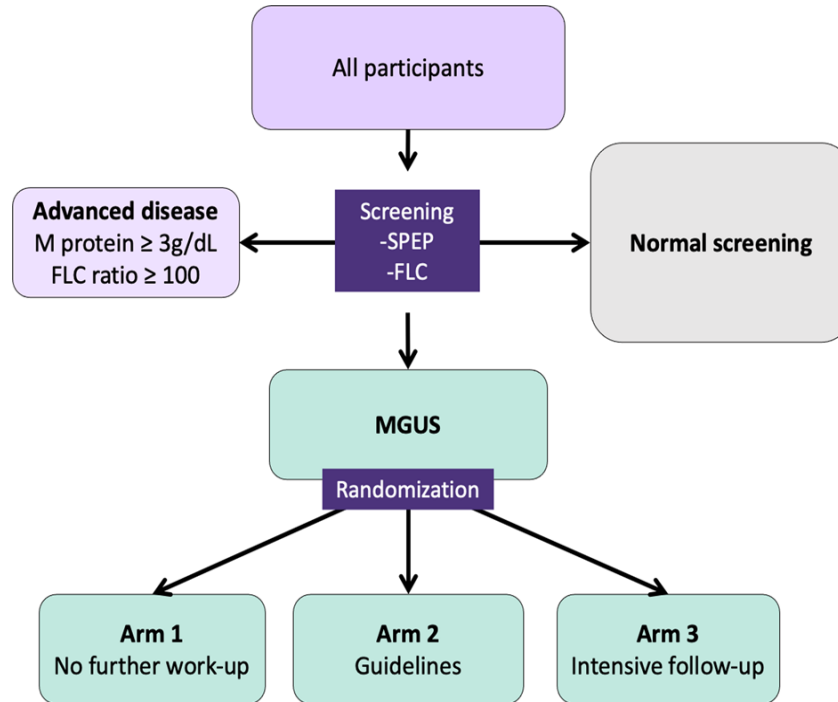 All participants
Advanced disease
M protein ≥ 3g/dL
FLC ratio ≥ 100
Screening
-SPEP
-FLC
Normal screening
MGUS
Randomization
Arm 1
No further work-up
Arm 2
Guidelines
Arm 3
Intensive follow-up